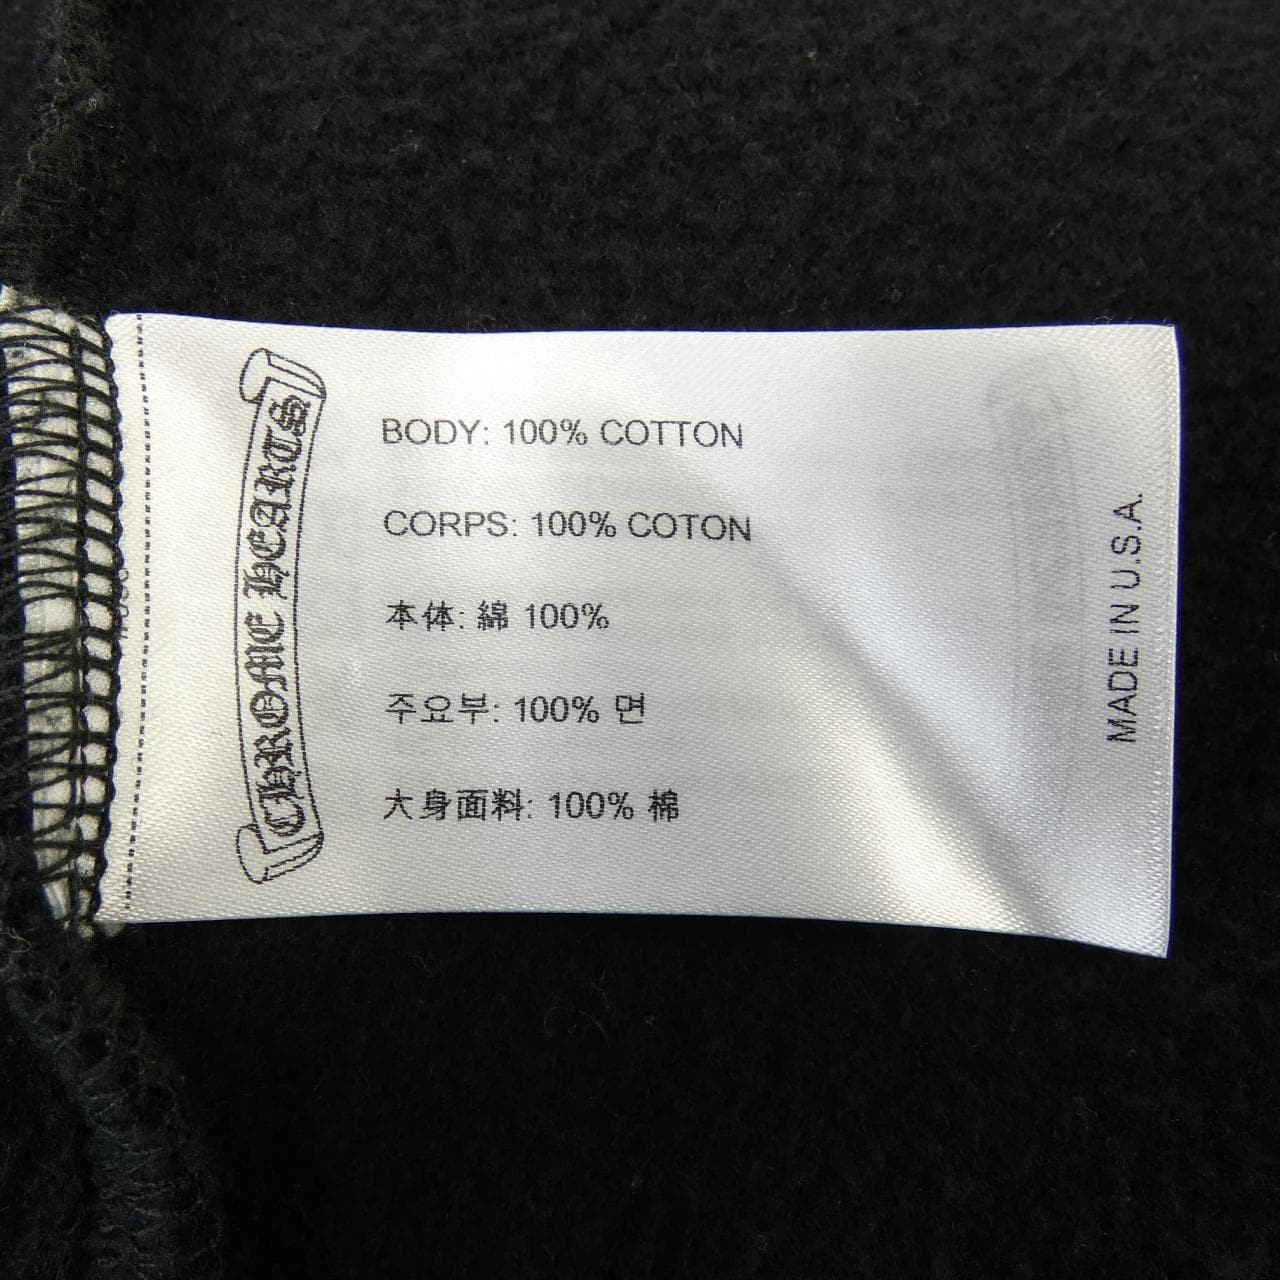 CHROME HEARTS
BODY: 100% COTTON
CORPS: 100% COTON
本体: 綿 100%
주요부: 100% 면
大身面料: 100% 棉
MADE IN U.S.A.